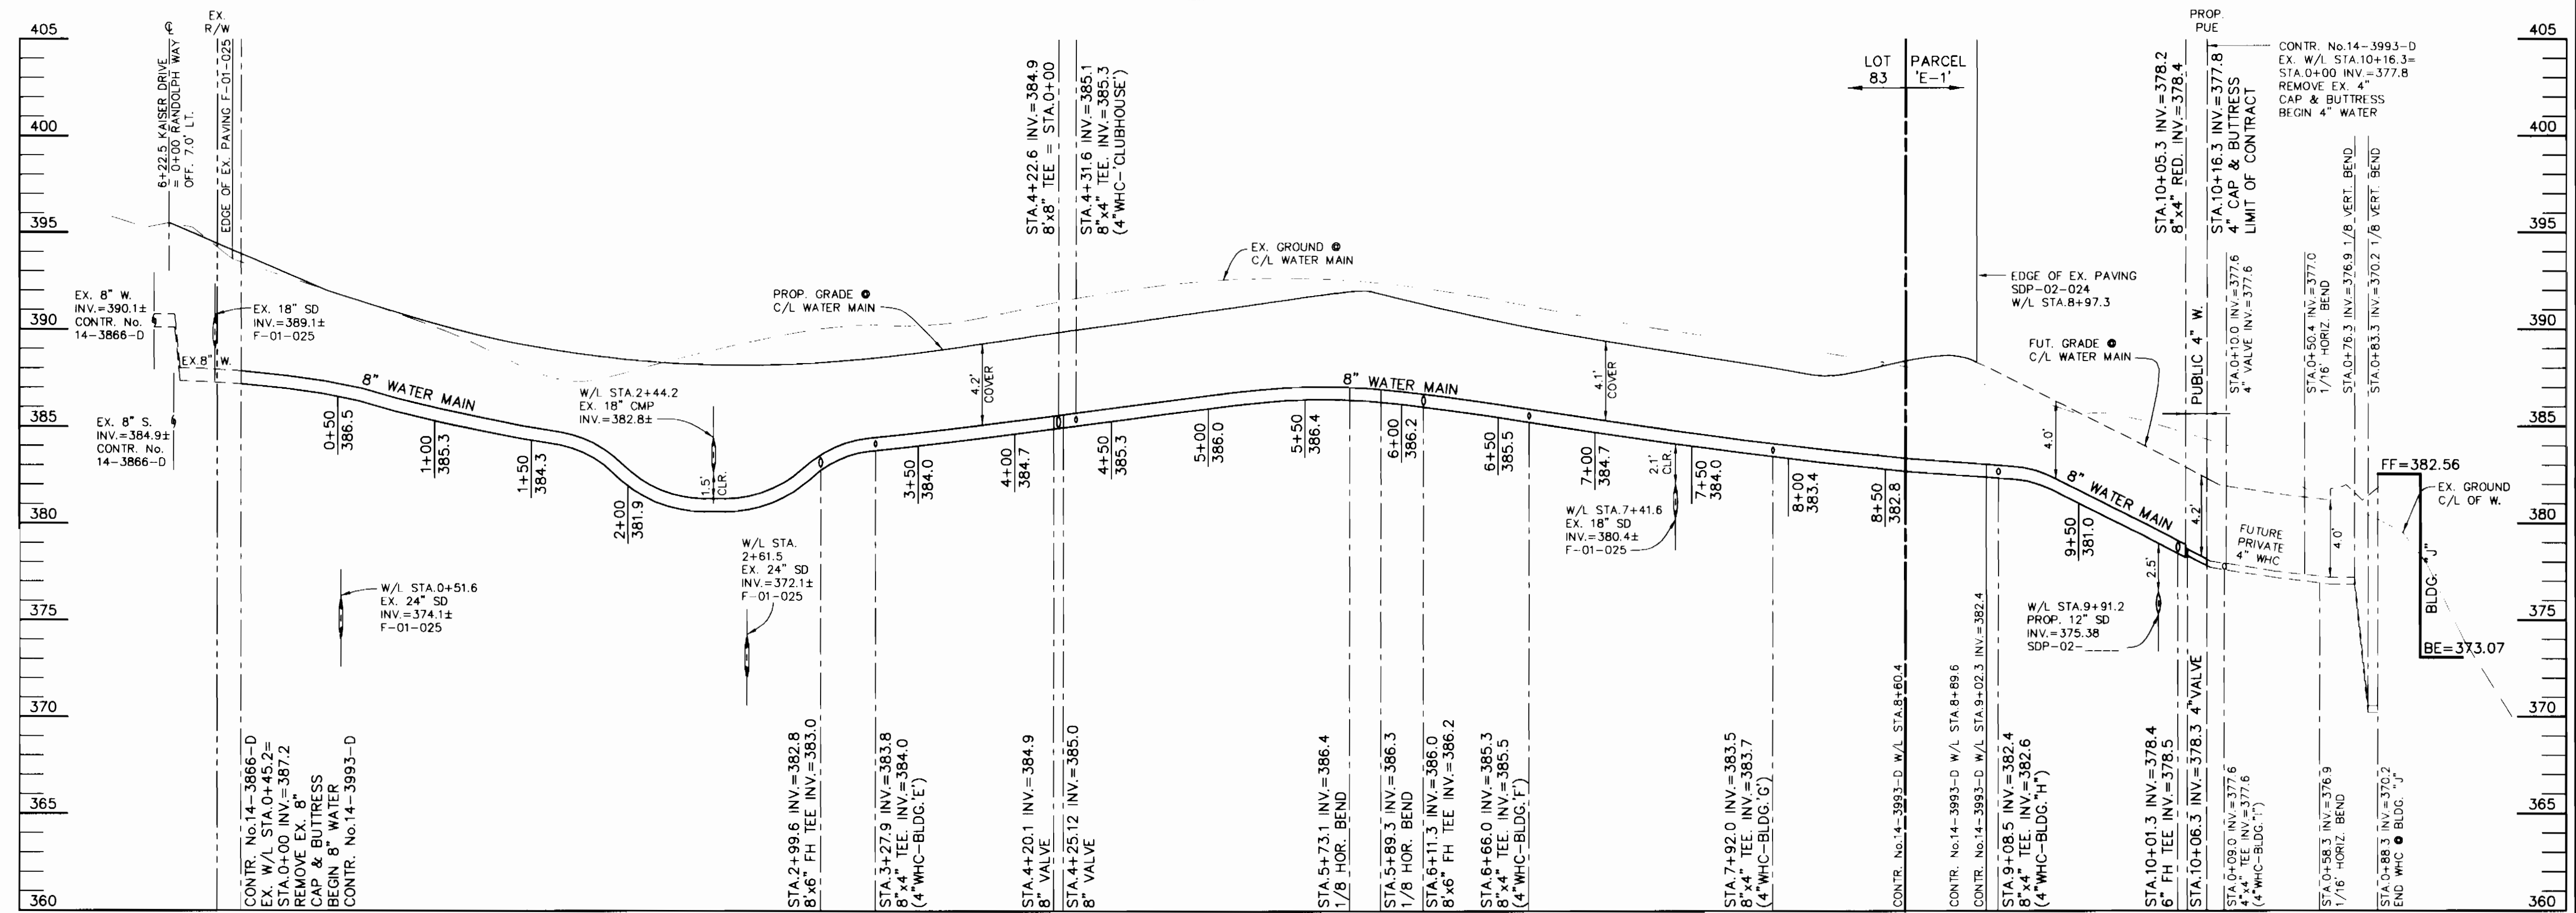 405
400
395
390
385
380
375
370
365
360
℄
6+22.5 KAISER DRIVE
= 0+00 RANDOLPH WAY
OFF. 7.0' LT.
EX.
R/W
EDGE OF EX. PAVING F-01-025
EX. 8" W.
INV.=390.1±
CONTR. No.
14-3866-D
EX. 18" SD
INV.=389.1±
F-01-025
EX.8" W.
EX. 8" S.
INV.=384.9±
CONTR. No.
14-3866-D
8" WATER MAIN
0+50
386.5
1+00
385.3
1+50
384.3
2+00
381.9
W/L STA.2+44.2
EX. 18" CMP
INV.=382.8±
1.5'
CLR.
W/L STA.0+51.6
EX. 24" SD
INV.=374.1±
F-01-025
W/L STA.
2+61.5
EX. 24" SD
INV.=372.1±
F-01-025
PROP. GRADE @
C/L WATER MAIN
4.2'
COVER
3+50
384.0
4+00
384.7
4+50
385.3
5+00
386.0
5+50
386.4
6+00
386.2
6+50
385.5
7+00
384.7
7+50
384.0
8+00
383.4
8+50
382.8
9+50
381.0
STA.4+22.6 INV.=384.9
8'x8" TEE = STA.0+00
STA.4+31.6 INV.=385.1
8"x4" TEE. INV.=385.3
(4"WHC-'CLUBHOUSE')
EX. GROUND @
C/L WATER MAIN
8" WATER MAIN
4.1'
COVER
2.1'
CLR.
W/L STA.7+41.6
EX. 18" SD
INV.=380.4±
F-01-025
LOT
83
PARCEL
'E-1'
EDGE OF EX. PAVING
SDP-02-024
W/L STA.8+97.3
FUT. GRADE @
C/L WATER MAIN
4.0'
8" WATER MAIN
2.5'
4.2'
W/L STA.9+91.2
PROP. 12" SD
INV.=375.38
SDP-02-____
STA.10+05.3 INV.=378.2
8"x4" RED. INV.=378.4
PROP.
PUE
STA.10+16.3 INV.=377.8
4" CAP & BUTTRESS
LIMIT OF CONTRACT
PUBLIC 4" W.
CONTR. No.14-3993-D
EX. W/L STA.10+16.3=
STA.0+00 INV.=377.8
REMOVE EX. 4"
CAP & BUTTRESS
BEGIN 4" WATER
STA.0+10.0 INV.=377.6
4" VALVE INV.=377.6
STA.0+50.4 INV.=377.0
1/16' HORIZ. BEND
STA.0+76.3 INV.=376.9 1/8 VERT. BEND
STA.0+83.3 INV.=370.2 1/8 VERT. BEND
FUTURE
PRIVATE
4" WHC
4.0'
FF=382.56
EX. GROUND
C/L OF W.
BLDG. "J"
BE=373.07
CONTR. No.14-3866-D
EX. W/L STA.0+45.2=
STA.0+00 INV.=387.2
REMOVE EX. 8"
CAP & BUTTRESS
BEGIN 8" WATER
CONTR. No.14-3993-D
STA.2+99.6 INV.=382.8
8'x6" FH TEE INV.=383.0
STA.3+27.9 INV.=383.8
8"x4" TEE. INV.=384.0
(4"WHC-BLDG.'E')
STA.4+20.1 INV.=384.9
8" VALVE
STA.4+25.12 INV.=385.0
8" VALVE
STA.5+73.1 INV.=386.4
1/8 HOR. BEND
STA.5+89.3 INV.=386.3
1/8 HOR. BEND
STA.6+11.3 INV.=386.0
8"x6" FH TEE INV.=386.2
STA.6+66.0 INV.=385.3
8"x4" TEE. INV.=385.5
(4"WHC-BLDG.'F')
STA.7+92.0 INV.=383.5
8"x4" TEE. INV.=383.7
(4"WHC-BLDG.'G')
CONTR. No.14-3993-D W/L STA.8+60.4
CONTR. No.14-3993-D W/L STA.8+89.6
CONTR. No.14-3993-D W/L STA.9+02.3 INV.=382.4
STA.9+08.5 INV.=382.4
8"x4" TEE. INV.=382.6
(4"WHC-BLDG."H")
STA.10+01.3 INV.=378.4
6" FH TEE INV.=378.5
STA.10+06.3 INV.=378.3 4"VALVE
STA.0+09.0 INV.=377.6
4"x4" TEE INV.=377.6
(4"WHC-BLDG."I")
STA.0+58.3 INV.=376.9
1/16' HORIZ. BEND
STA.0+88.3 INV.=370.2
END WHC @ BLDG. "J"
405
400
395
390
385
380
375
370
365
360